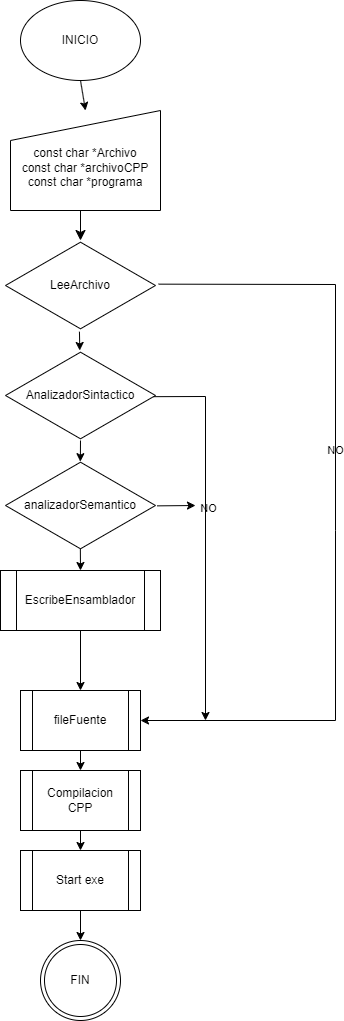 INICIO
const char *Archivo
const char *archivoCPP
const char *programa
LeeArchivo
AnalizadorSintactico
NO
analizadorSemantico
NO
EscribeEnsamblador
fileFuente
Compilacion
CPP
Start exe
FIN